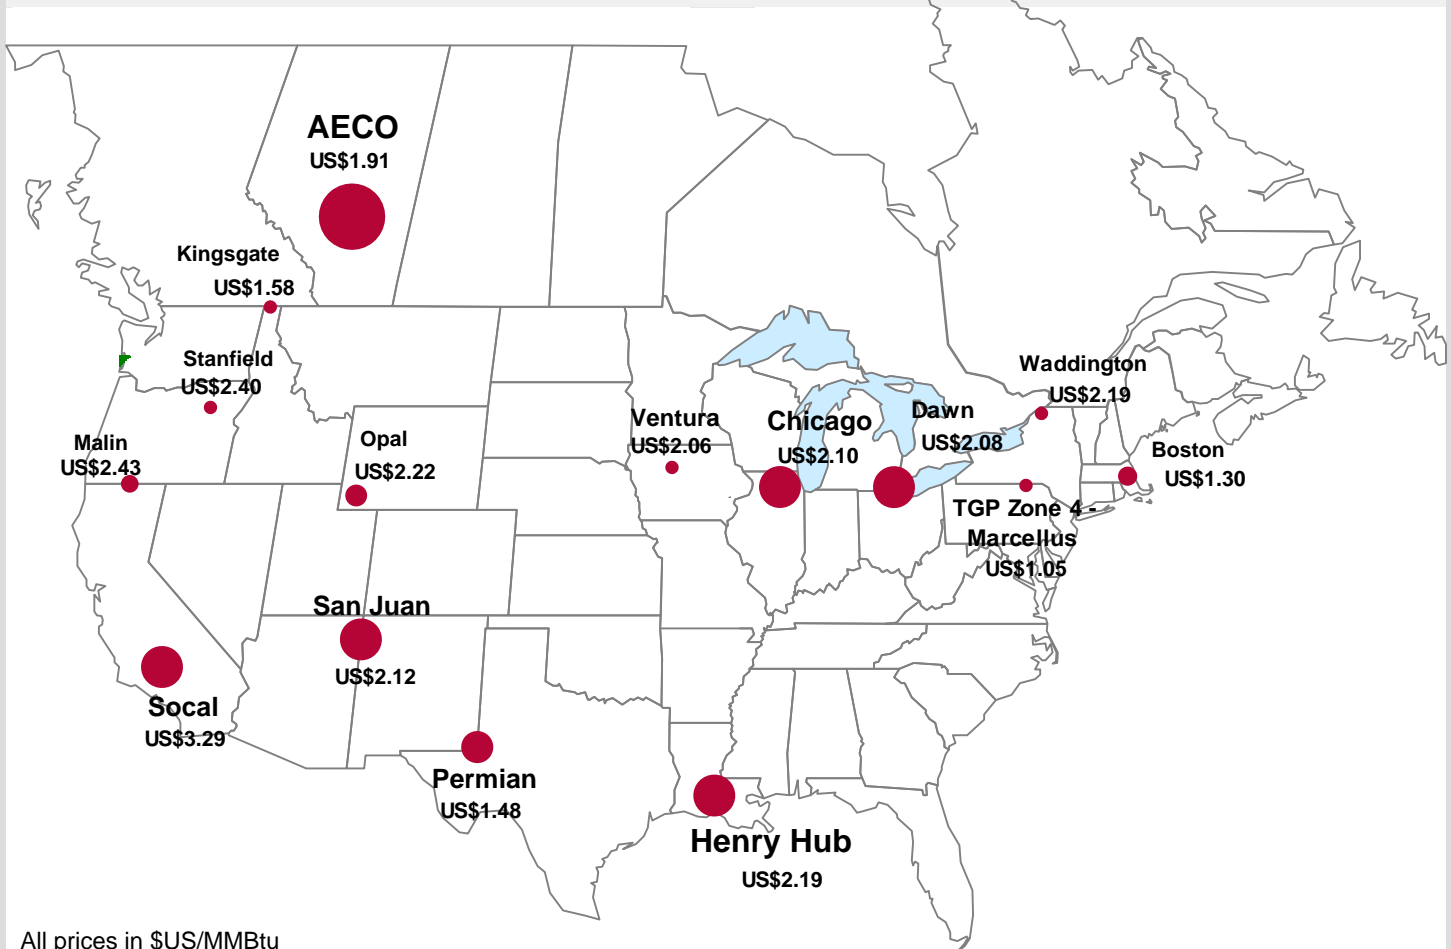 AECO
US$1.91
Kingsgate
US$1.58
Stanfield
US$2.40
Waddington
US$2.19
Ventura
US$2.06
Chicago
US$2.10
Dawn
US$2.08
Malin
US$2.43
Opal
US$2.22
Boston
US$1.30
TGP Zone 4 -
Marcellus
US$1.05
San Juan
US$2.12
Socal
US$3.29
Permian
US$1.48
Henry Hub
US$2.19
All prices in $US/MMBtu